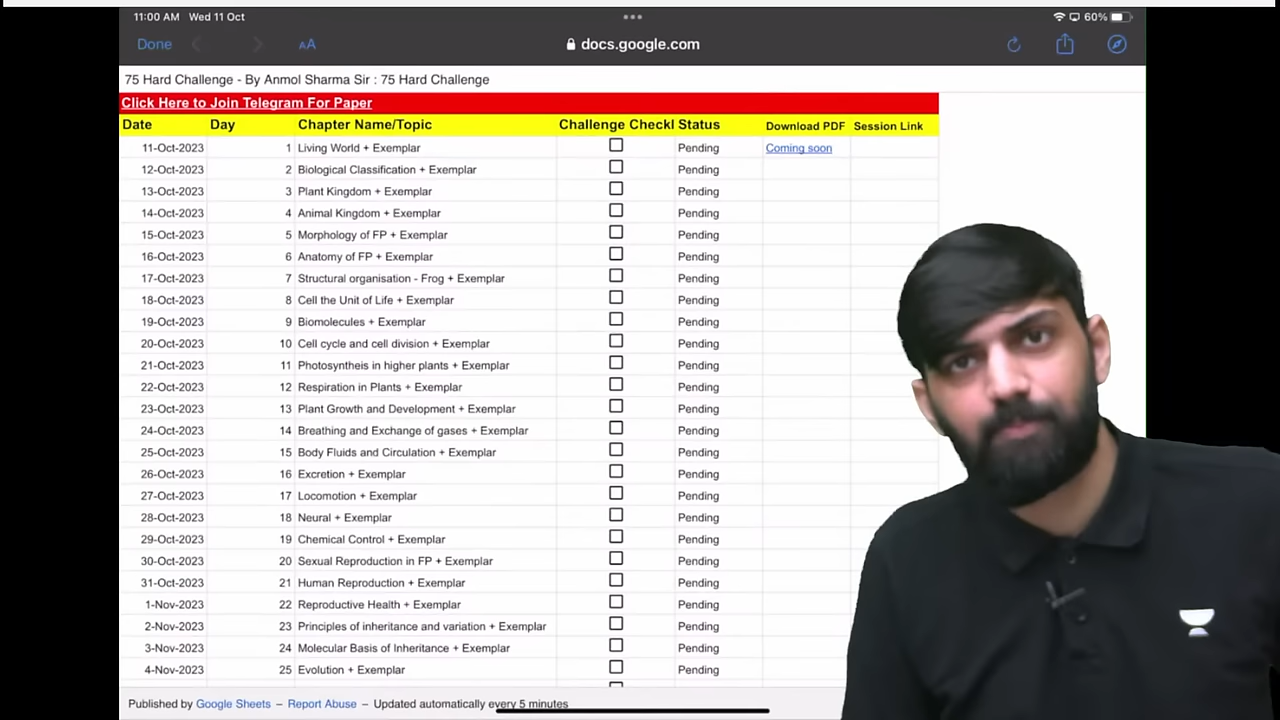 11:00 AM Wed 11 Oct 60%
Done AA docs.google.com
75 Hard Challenge - By Anmol Sharma Sir : 75 Hard Challenge
Click Here to Join Telegram For Paper
Date Day Chapter Name/Topic Challenge Checkl Status Download PDF Session Link
11-Oct-2023 1 Living World + Exemplar Pending Coming soon
12-Oct-2023 2 Biological Classification + Exemplar Pending
13-Oct-2023 3 Plant Kingdom + Exemplar Pending
14-Oct-2023 4 Animal Kingdom + Exemplar Pending
15-Oct-2023 5 Morphology of FP + Exemplar Pending
16-Oct-2023 6 Anatomy of FP + Exemplar Pending
17-Oct-2023 7 Structural organisation - Frog + Exemplar Pending
18-Oct-2023 8 Cell the Unit of Life + Exemplar Pending
19-Oct-2023 9 Biomolecules + Exemplar Pending
20-Oct-2023 10 Cell cycle and cell division + Exemplar Pending
21-Oct-2023 11 Photosyntheis in higher plants + Exemplar Pending
22-Oct-2023 12 Respiration in Plants + Exemplar Pending
23-Oct-2023 13 Plant Growth and Development + Exemplar Pending
24-Oct-2023 14 Breathing and Exchange of gases + Exemplar Pending
25-Oct-2023 15 Body Fluids and Circulation + Exemplar Pending
26-Oct-2023 16 Excretion + Exemplar Pending
27-Oct-2023 17 Locomotion + Exemplar Pending
28-Oct-2023 18 Neural + Exemplar Pending
29-Oct-2023 19 Chemical Control + Exemplar Pending
30-Oct-2023 20 Sexual Reproduction in FP + Exemplar Pending
31-Oct-2023 21 Human Reproduction + Exemplar Pending
1-Nov-2023 22 Reproductive Health + Exemplar Pending
2-Nov-2023 23 Principles of inheritance and variation + Exemplar Pending
3-Nov-2023 24 Molecular Basis of Inheritance + Exemplar Pending
4-Nov-2023 25 Evolution + Exemplar Pending
Published by Google Sheets – Report Abuse – Updated automatically every 5 minutes